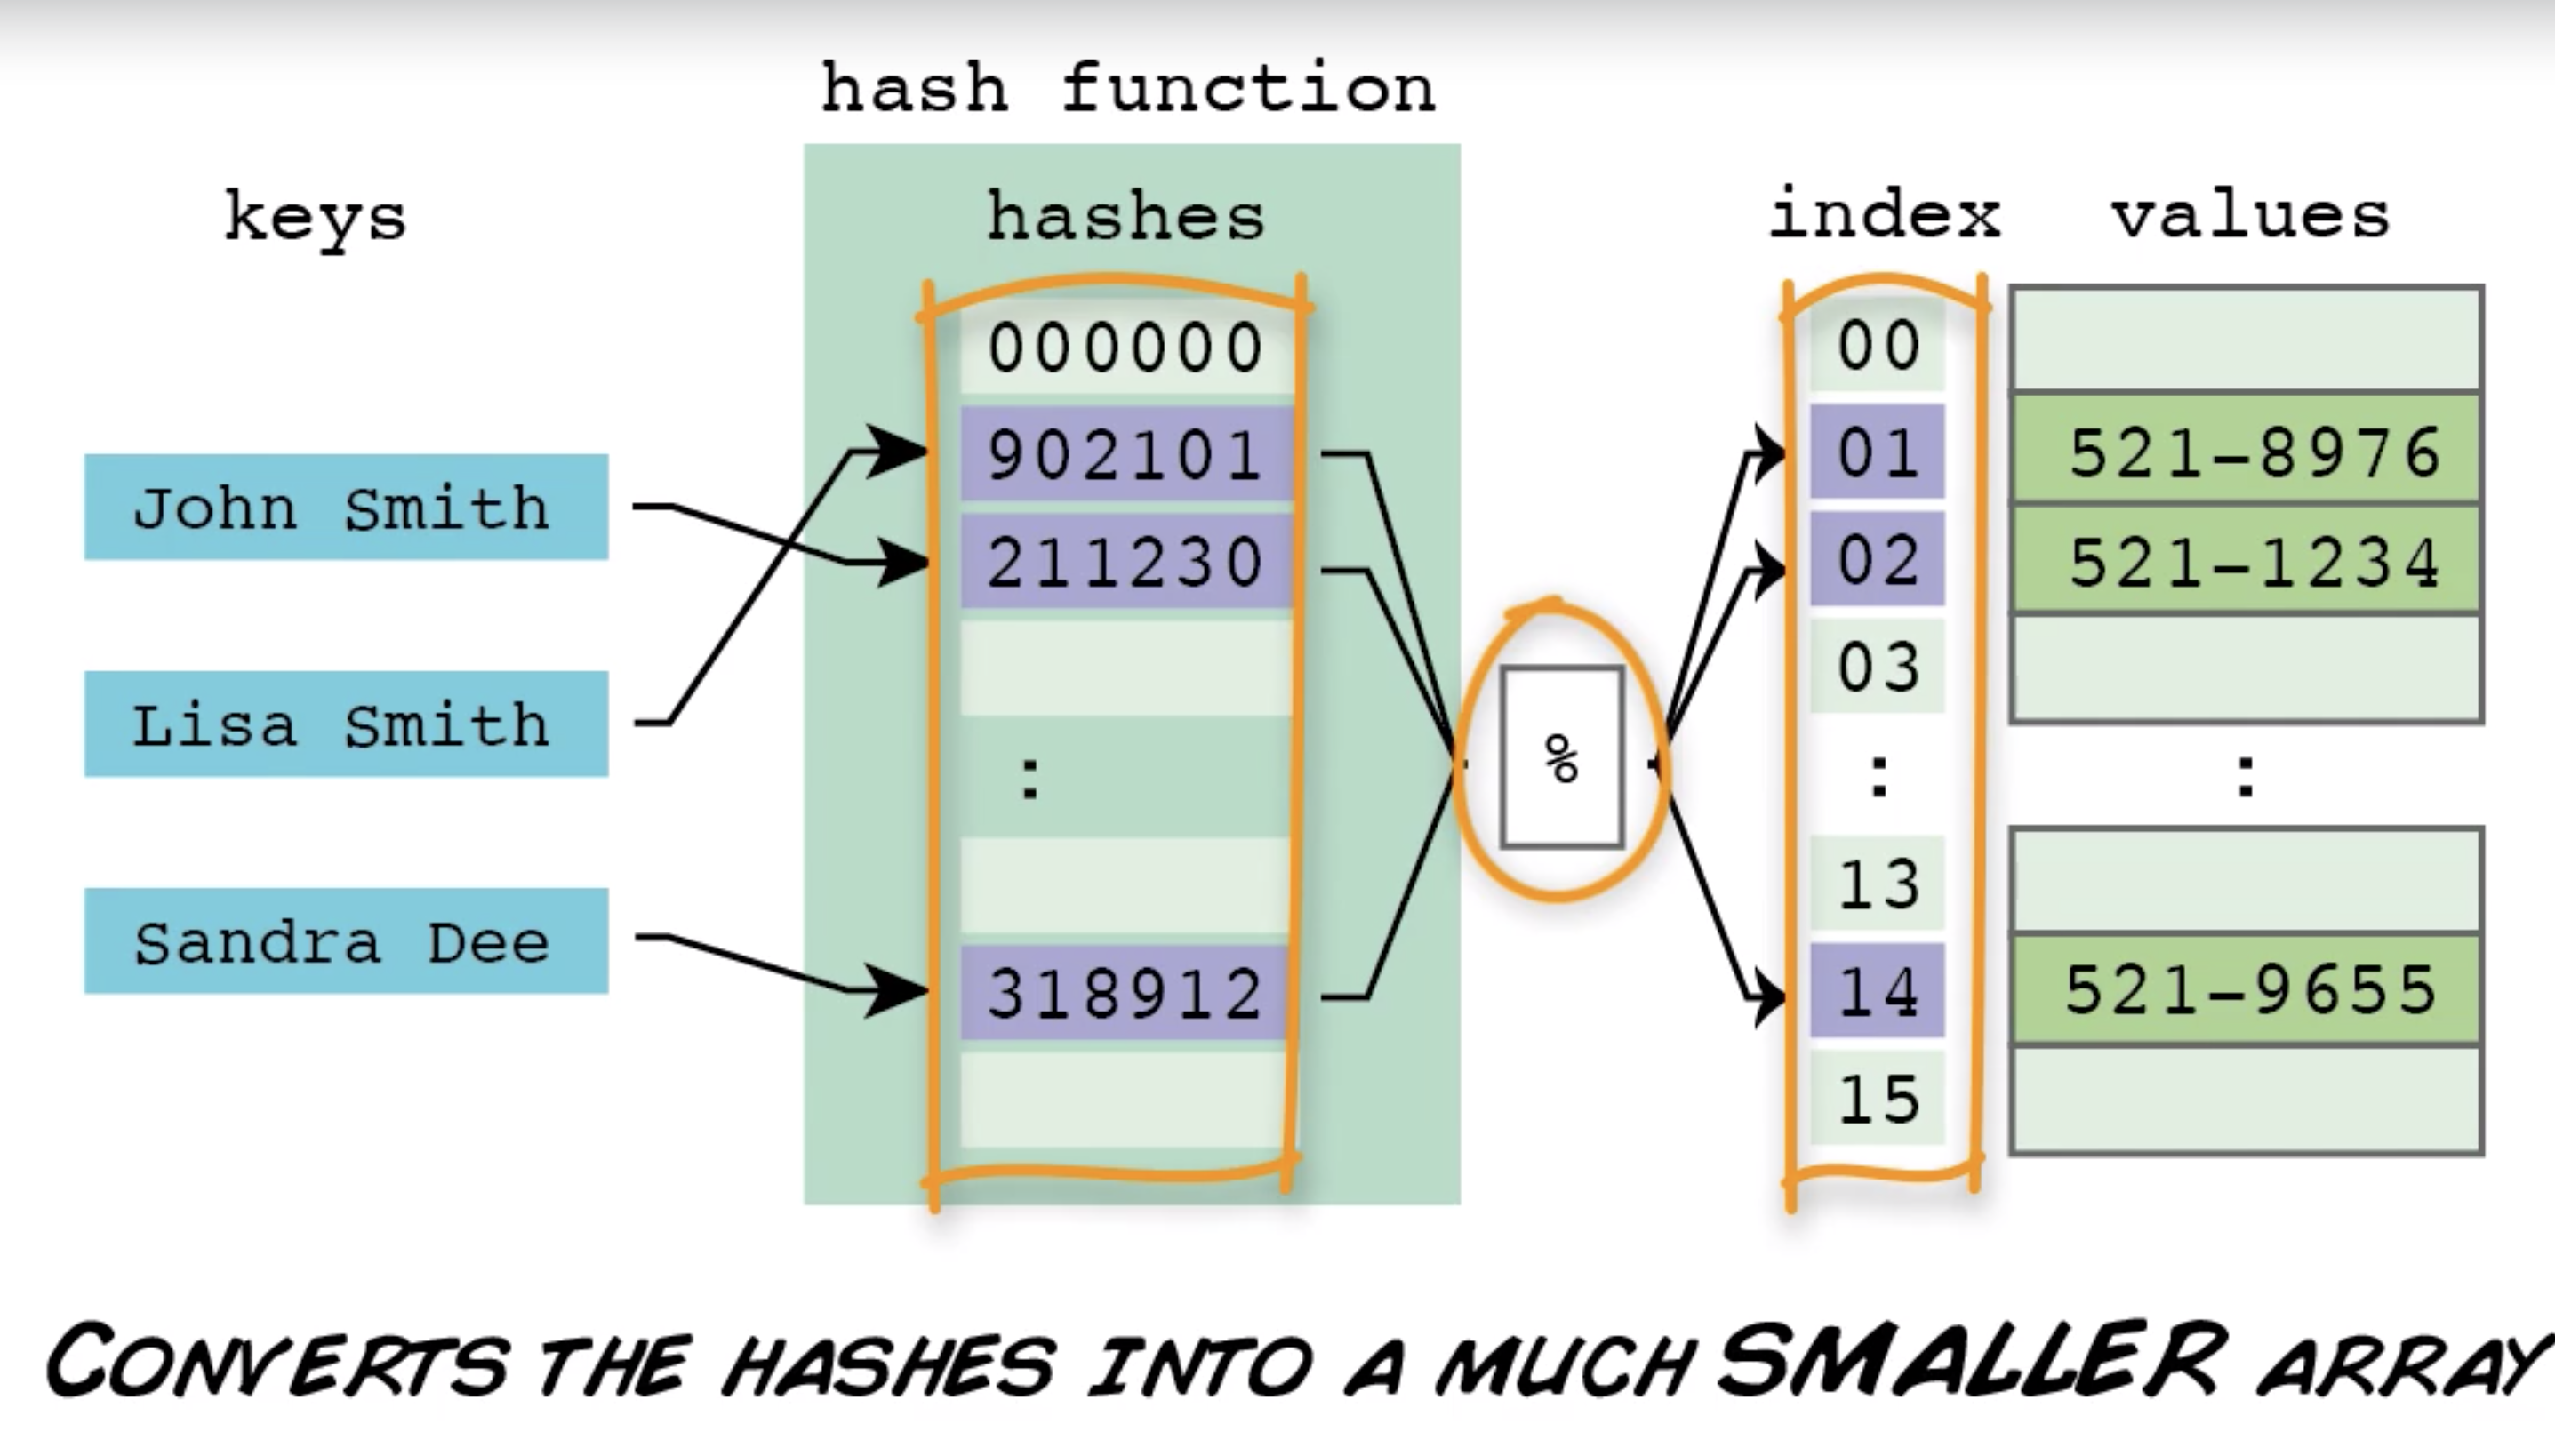 hash function
keys
hashes
index values
000000
902101
211230
:
318912
John Smith
Lisa Smith
Sandra Dee
%
00
01 521-8976
02 521-1234
03
: :
13
14 521-9655
15
CONVERTS THE HASHES INTO A MUCH SMALLER ARRAY